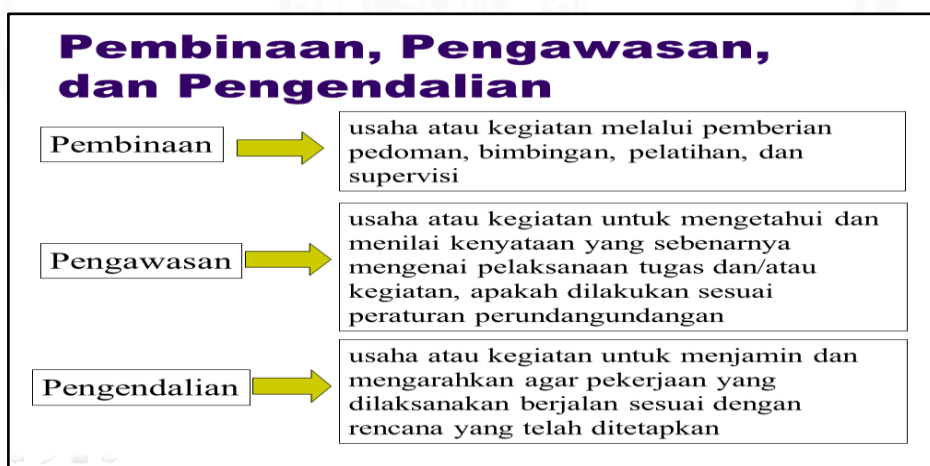 Pembinaan, Pengawasan,
dan Pengendalian
Pembinaan
usaha atau kegiatan melalui pemberian
pedoman, bimbingan, pelatihan, dan
supervisi
Pengawasan
usaha atau kegiatan untuk mengetahui dan
menilai kenyataan yang sebenarnya
mengenai pelaksanaan tugas dan/atau
kegiatan, apakah dilakukan sesuai
peraturan perundangundangan
Pengendalian
usaha atau kegiatan untuk menjamin dan
mengarahkan agar pekerjaan yang
dilaksanakan berjalan sesuai dengan
rencana yang telah ditetapkan